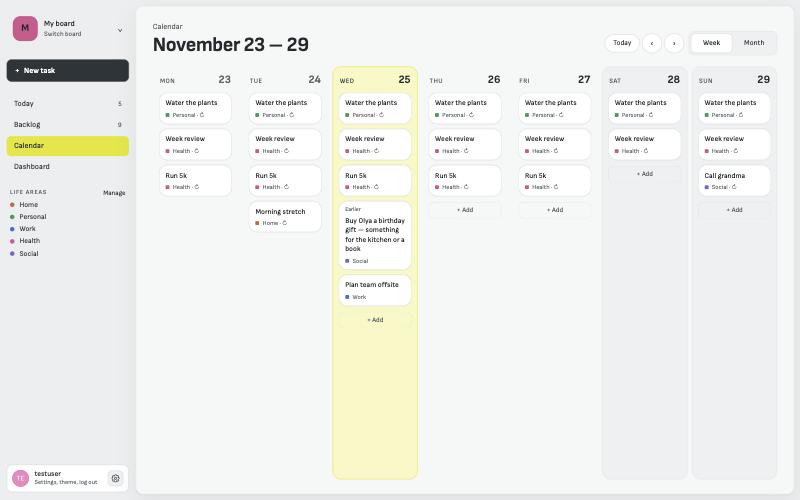 M
My board
Switch board
+ New task
Today 5
Backlog 9
Calendar
Dashboard
LIFE AREAS Manage
Home
Personal
Work
Health
Social
TE
testuser
Settings, theme, log out
Calendar
November 23 — 29
Today ‹ › Week Month
MON 23
Water the plants
Personal · ↻
Week review
Health · ↻
Run 5k
Health · ↻
TUE 24
Water the plants
Personal · ↻
Week review
Health · ↻
Run 5k
Health · ↻
Morning stretch
Home · ↻
WED 25
Water the plants
Personal · ↻
Week review
Health · ↻
Run 5k
Health · ↻
Earlier
Buy Olya a birthday
gift — something
for the kitchen or a
book
Social
Plan team offsite
Work
+ Add
THU 26
Water the plants
Personal · ↻
Week review
Health · ↻
Run 5k
Health · ↻
+ Add
FRI 27
Water the plants
Personal · ↻
Week review
Health · ↻
Run 5k
Health · ↻
+ Add
SAT 28
Water the plants
Personal · ↻
Week review
Health · ↻
+ Add
SUN 29
Water the plants
Personal · ↻
Week review
Health · ↻
Call grandma
Social · ↻
+ Add